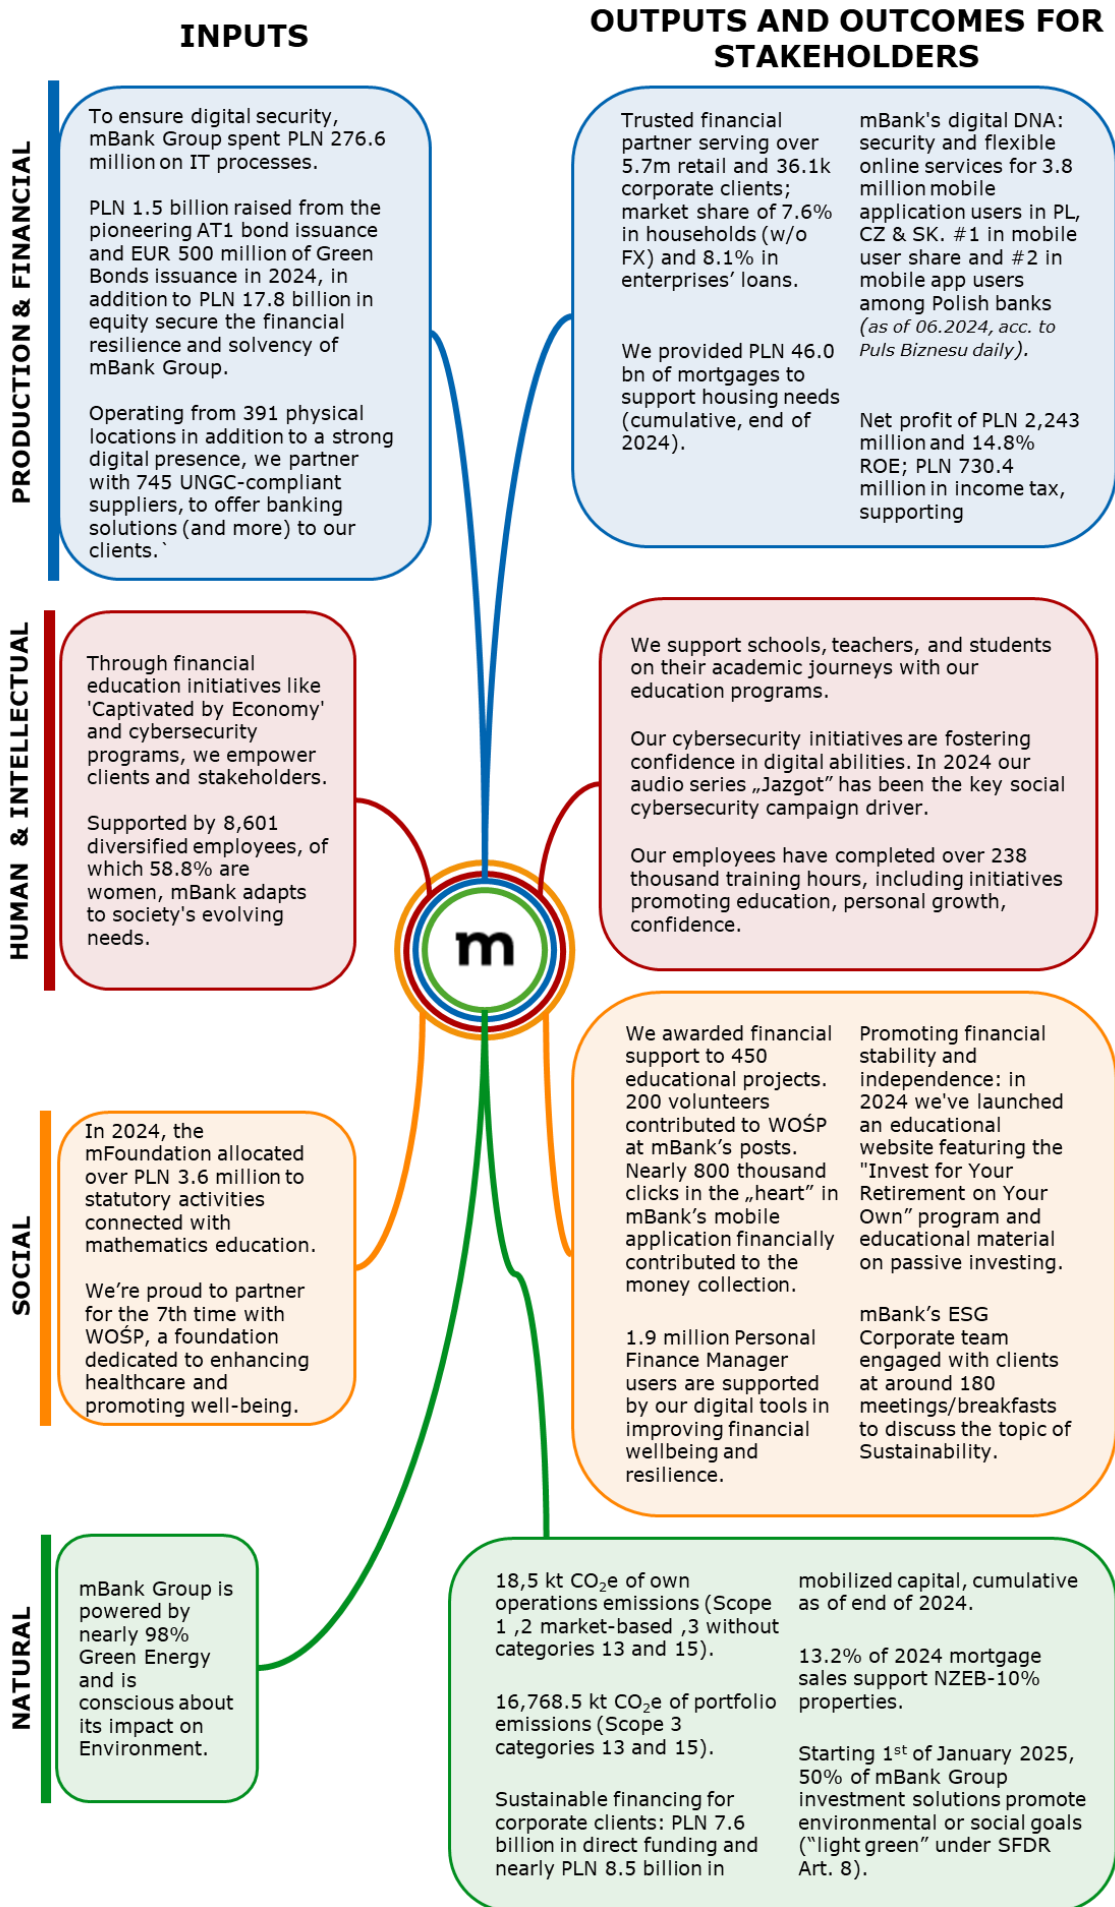 INPUTS
OUTPUTS AND OUTCOMES FOR
STAKEHOLDERS
PRODUCTION & FINANCIAL
To ensure digital security,
mBank Group spent PLN 276.6
million on IT processes.
PLN 1.5 billion raised from the
pioneering AT1 bond issuance
and EUR 500 million of Green
Bonds issuance in 2024, in
addition to PLN 17.8 billion in
equity secure the financial
resilience and solvency of
mBank Group.
Operating from 391 physical
locations in addition to a strong
digital presence, we partner
with 745 UNGC-compliant
suppliers, to offer banking
solutions (and more) to our
clients.`
Trusted financial
partner serving over
5.7m retail and 36.1k
corporate clients;
market share of 7.6%
in households (w/o
FX) and 8.1% in
enterprises’ loans.
We provided PLN 46.0
bn of mortgages to
support housing needs
(cumulative, end of
2024).
mBank's digital DNA:
security and flexible
online services for 3.8
million mobile
application users in PL,
CZ & SK. #1 in mobile
user share and #2 in
mobile app users
among Polish banks
(as of 06.2024, acc. to
Puls Biznesu daily).
Net profit of PLN 2,243
million and 14.8%
ROE; PLN 730.4
million in income tax,
supporting
HUMAN & INTELLECTUAL
Through financial
education initiatives like
'Captivated by Economy'
and cybersecurity
programs, we empower
clients and stakeholders.
Supported by 8,601
diversified employees, of
which 58.8% are
women, mBank adapts
to society's evolving
needs.
We support schools, teachers, and students
on their academic journeys with our
education programs.
Our cybersecurity initiatives are fostering
confidence in digital abilities. In 2024 our
audio series „Jazgot” has been the key social
cybersecurity campaign driver.
Our employees have completed over 238
thousand training hours, including initiatives
promoting education, personal growth,
confidence.
m
SOCIAL
In 2024, the
mFoundation allocated
over PLN 3.6 million to
statutory activities
connected with
mathematics education.
We’re proud to partner
for the 7th time with
WOŚP, a foundation
dedicated to enhancing
healthcare and
promoting well-being.
We awarded financial
support to 450
educational projects.
200 volunteers
contributed to WOŚP
at mBank’s posts.
Nearly 800 thousand
clicks in the „heart” in
mBank’s mobile
application financially
contributed to the
money collection.
1.9 million Personal
Finance Manager
users are supported
by our digital tools in
improving financial
wellbeing and
resilience.
Promoting financial
stability and
independence: in
2024 we've launched
an educational
website featuring the
"Invest for Your
Retirement on Your
Own” program and
educational material
on passive investing.
mBank’s ESG
Corporate team
engaged with clients
at around 180
meetings/breakfasts
to discuss the topic of
Sustainability.
NATURAL
mBank Group is
powered by
nearly 98%
Green Energy
and is
conscious about
its impact on
Environment.
18,5 kt CO₂e of own
operations emissions (Scope
1 ,2 market-based ,3 without
categories 13 and 15).
16,768.5 kt CO₂e of portfolio
emissions (Scope 3
categories 13 and 15).
Sustainable financing for
corporate clients: PLN 7.6
billion in direct funding and
nearly PLN 8.5 billion in
mobilized capital, cumulative
as of end of 2024.
13.2% of 2024 mortgage
sales support NZEB-10%
properties.
Starting 1st of January 2025,
50% of mBank Group
investment solutions promote
environmental or social goals
(“light green” under SFDR
Art. 8).